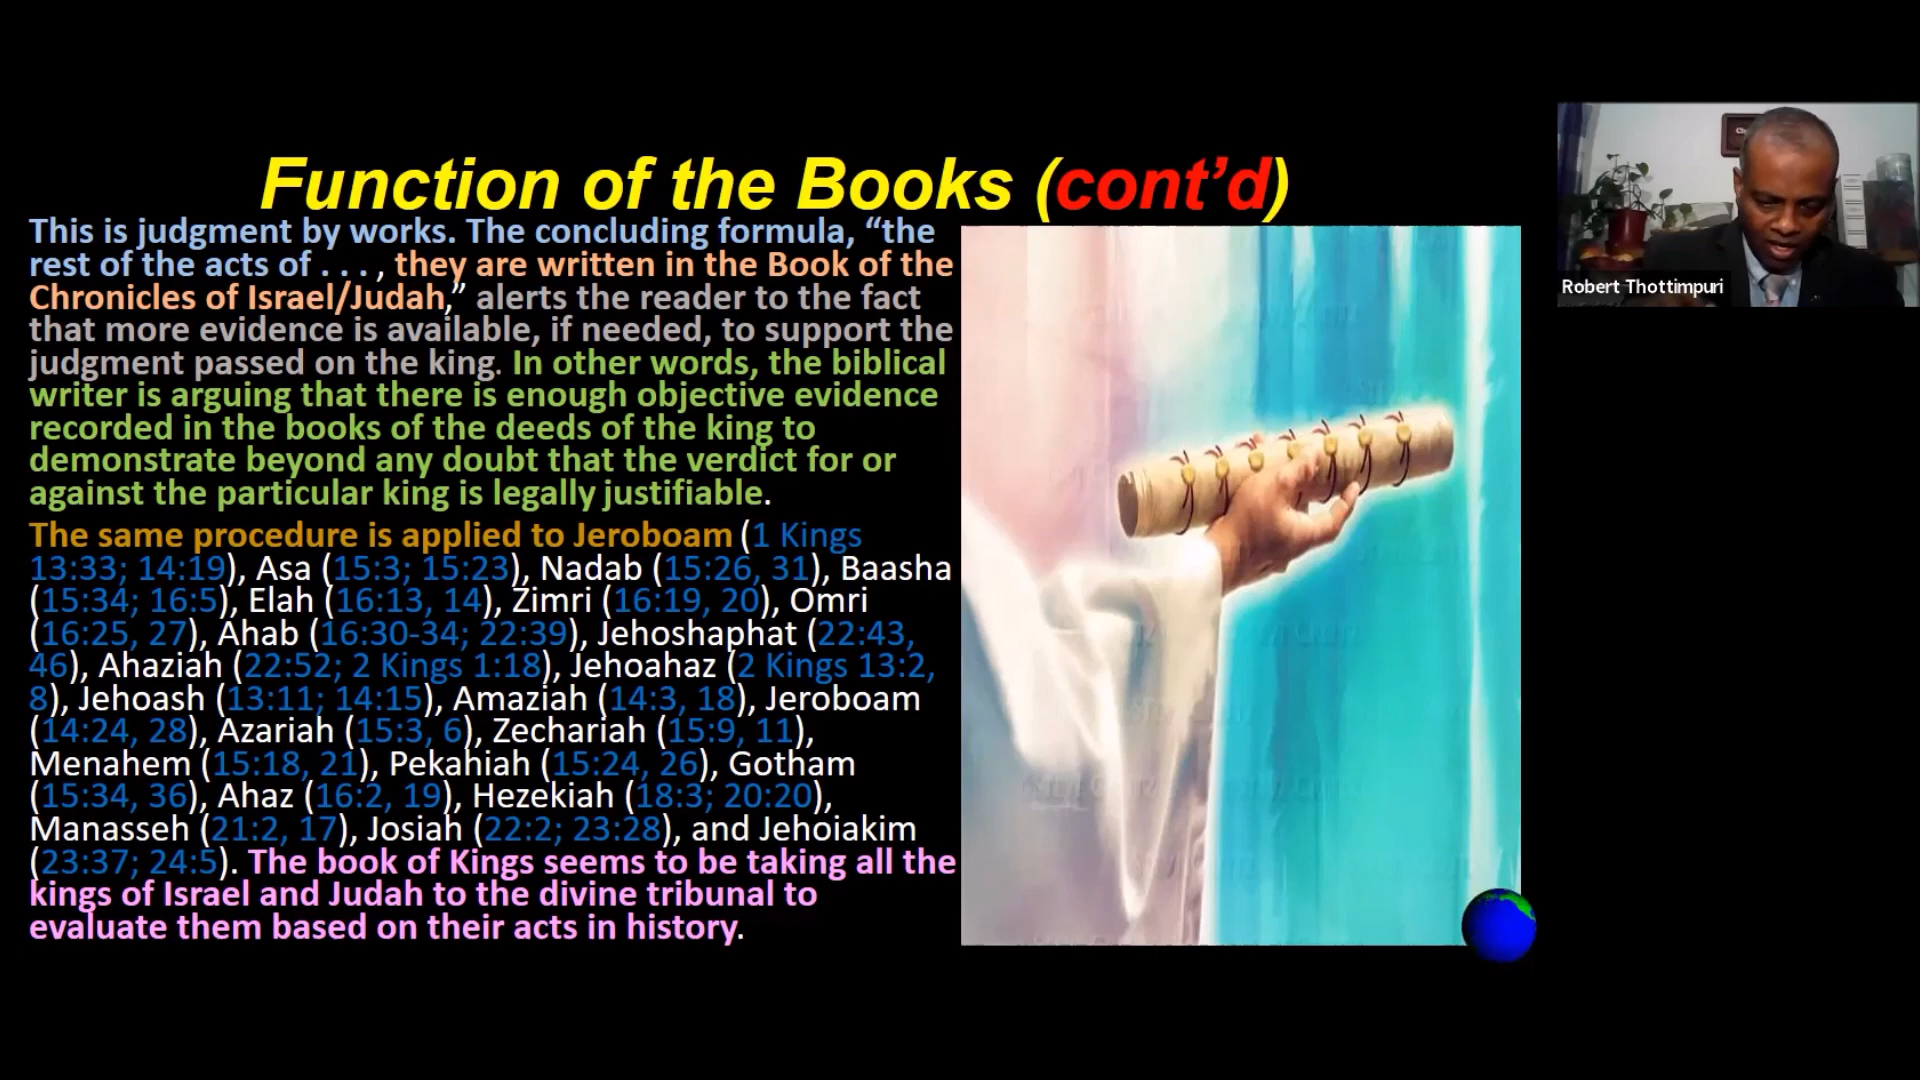 Function of the Books (cont’d)
This is judgment by works. The concluding formula, “the
rest of the acts of . . . , they are written in the Book of the
Chronicles of Israel/Judah,” alerts the reader to the fact
that more evidence is available, if needed, to support the
judgment passed on the king. In other words, the biblical
writer is arguing that there is enough objective evidence
recorded in the books of the deeds of the king to
demonstrate beyond any doubt that the verdict for or
against the particular king is legally justifiable.
The same procedure is applied to Jeroboam (1 Kings
13:33; 14:19), Asa (15:3; 15:23), Nadab (15:26, 31), Baasha
(15:34; 16:5), Elah (16:13, 14), Zimri (16:19, 20), Omri
(16:25, 27), Ahab (16:30-34; 22:39), Jehoshaphat (22:43,
46), Ahaziah (22:52; 2 Kings 1:18), Jehoahaz (2 Kings 13:2,
8), Jehoash (13:11; 14:15), Amaziah (14:3, 18), Jeroboam
(14:24, 28), Azariah (15:3, 6), Zechariah (15:9, 11),
Menahem (15:18, 21), Pekahiah (15:24, 26), Gotham
(15:34, 36), Ahaz (16:2, 19), Hezekiah (18:3; 20:20),
Manasseh (21:2, 17), Josiah (22:2; 23:28), and Jehoiakim
(23:37; 24:5). The book of Kings seems to be taking all the
kings of Israel and Judah to the divine tribunal to
evaluate them based on their acts in history.
Robert Thottimpuri